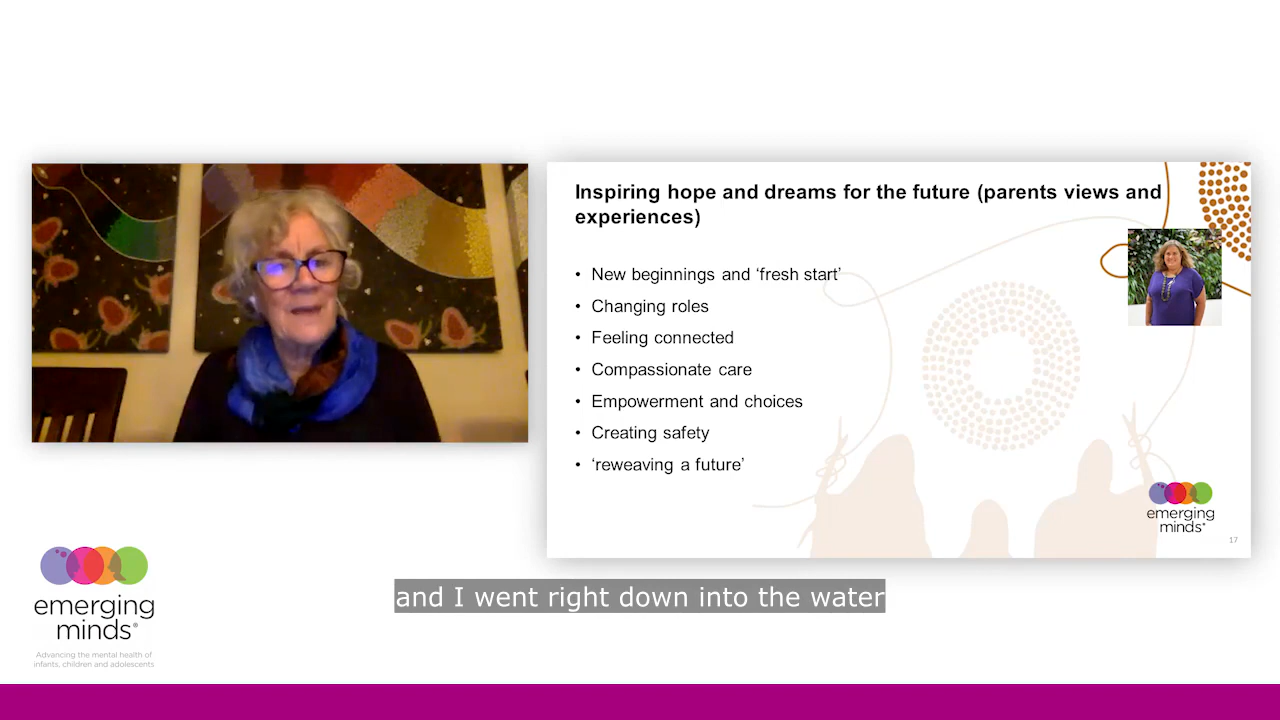 Inspiring hope and dreams for the future (parents views and
experiences)
• New beginnings and ‘fresh start’
• Changing roles
• Feeling connected
• Compassionate care
• Empowerment and choices
• Creating safety
• ‘reweaving a future’
emerging
minds®
17
and I went right down into the water
emerging
minds®
Advancing the mental health of
infants, children and adolescents